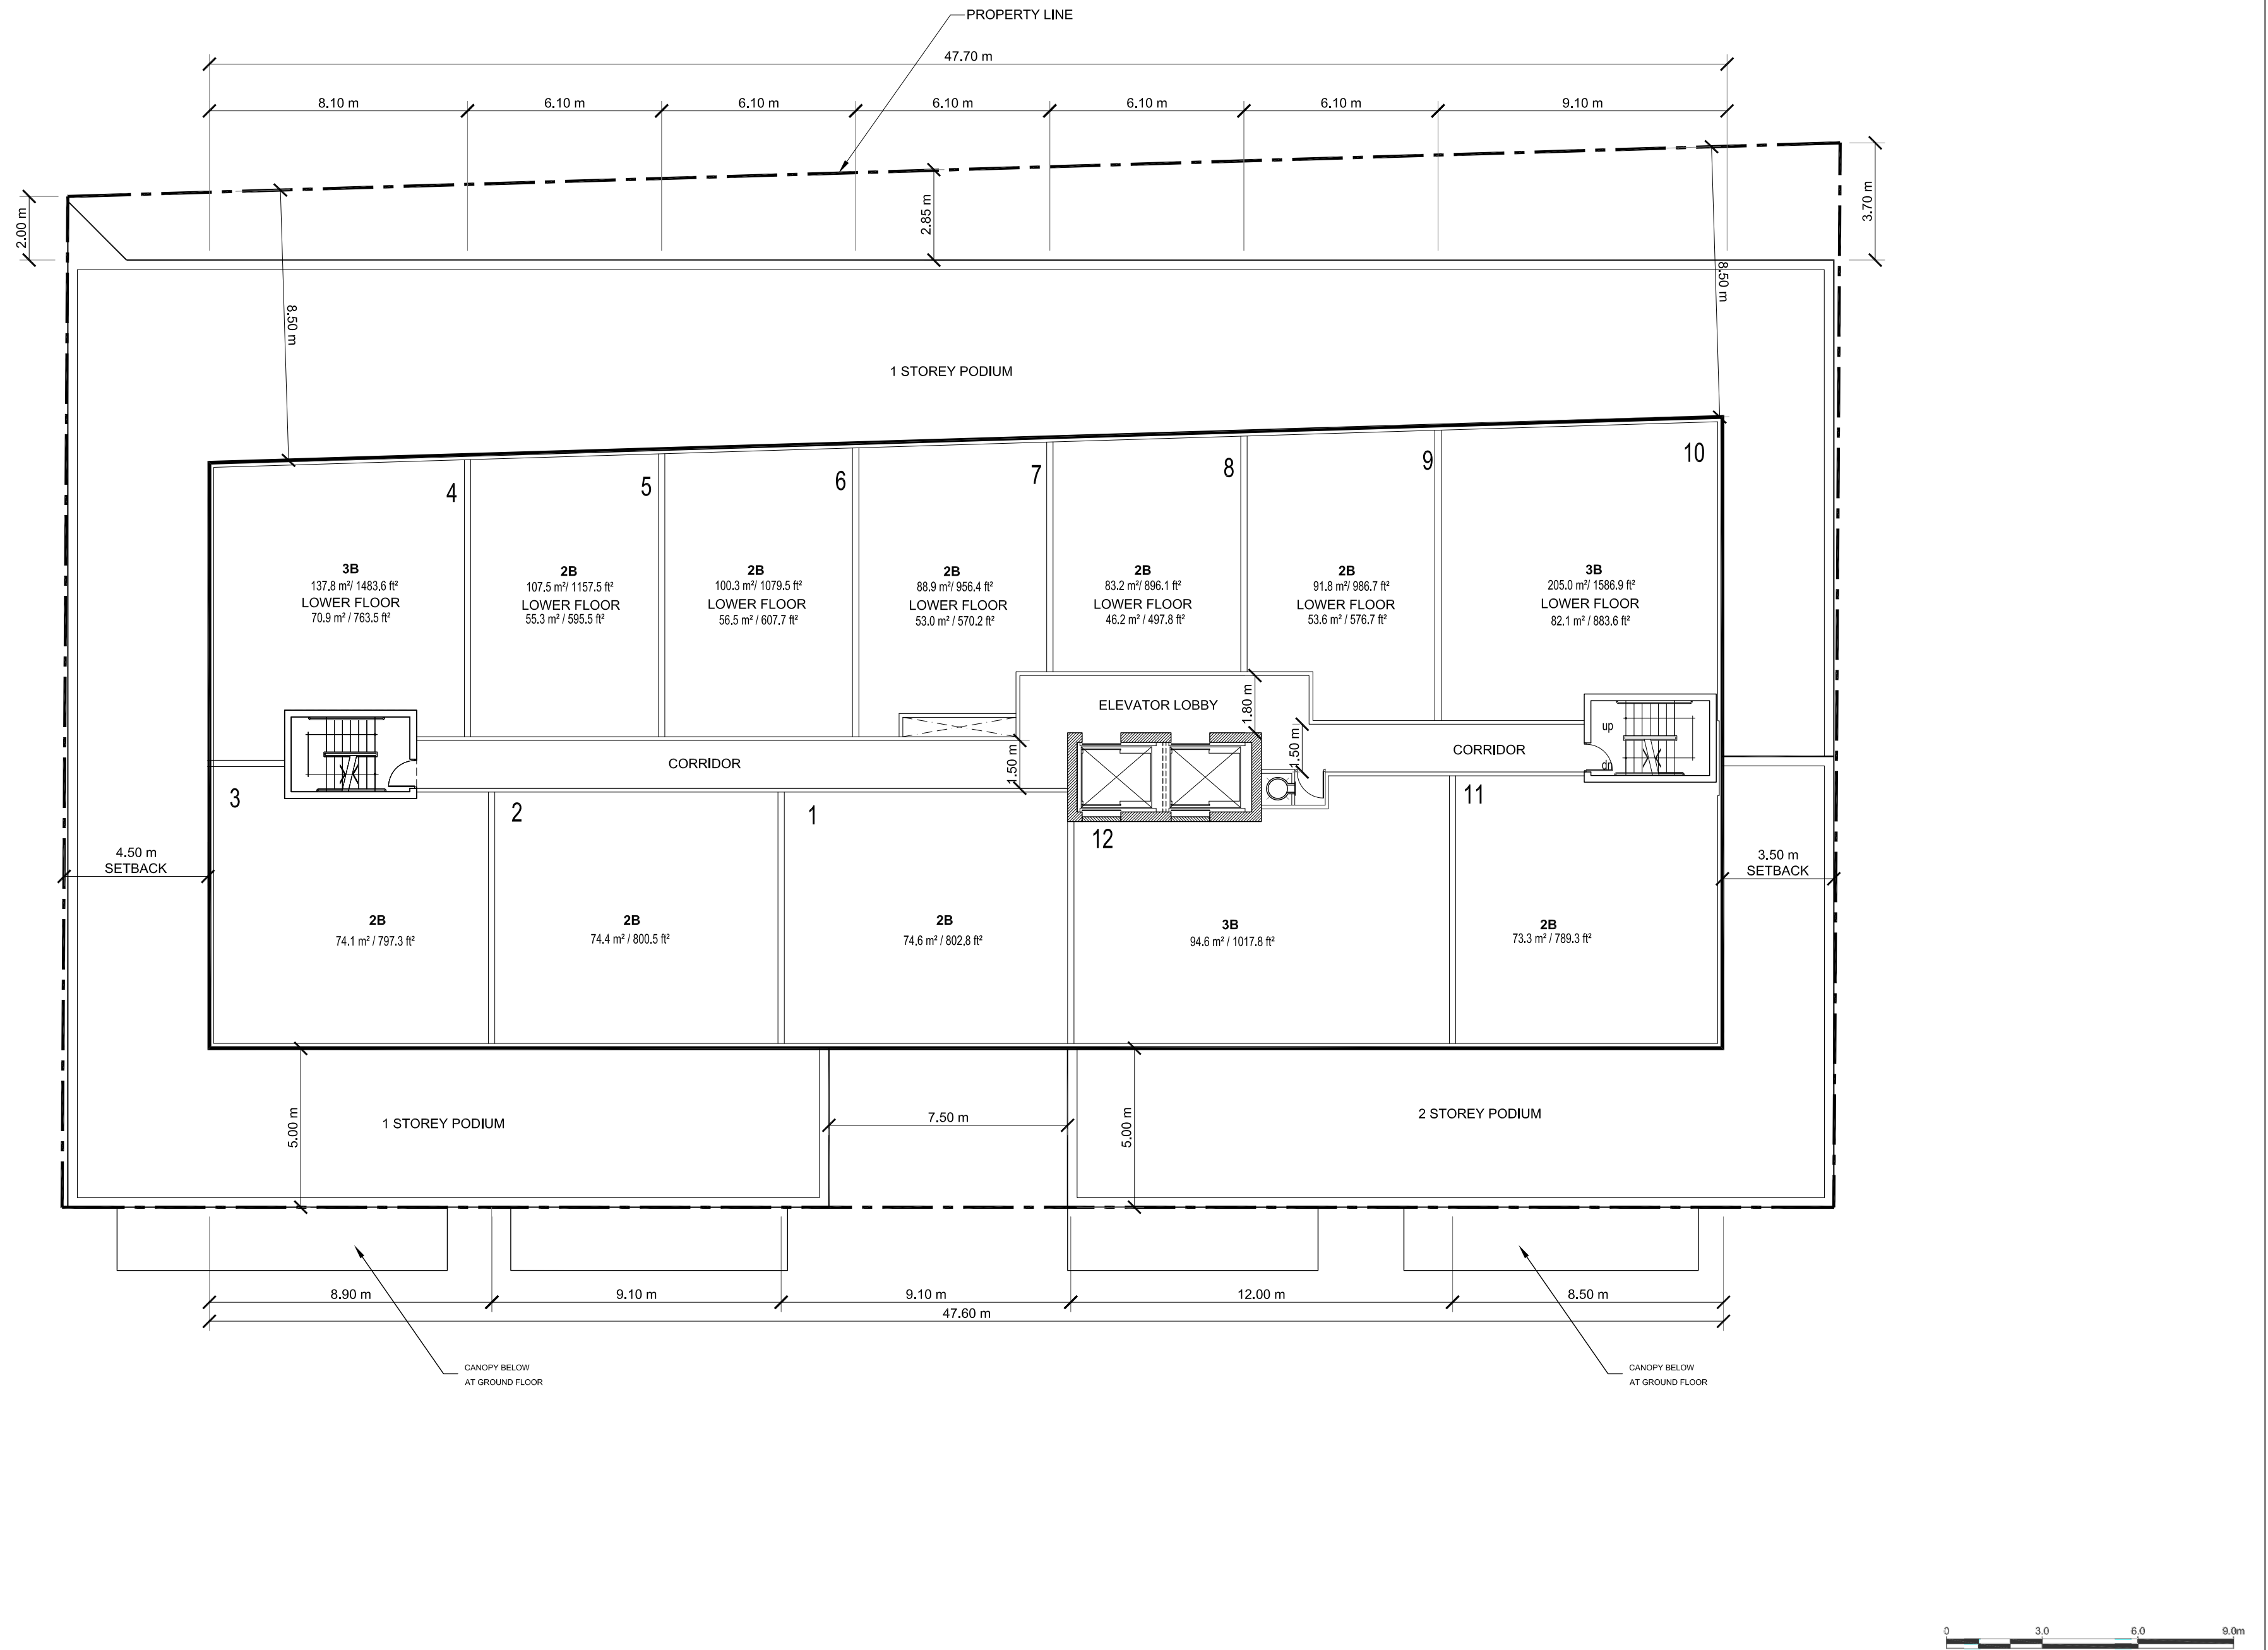 PROPERTY LINE
47.70 m
8.10 m
6.10 m
6.10 m
6.10 m
6.10 m
6.10 m
9.10 m
2.00 m
2.85 m
3.70 m
8.50 m
8.50 m
1 STOREY PODIUM
4
5
6
7
8
9
10
3B
137.8 m²/ 1483.6 ft²
LOWER FLOOR
70.9 m² / 763.5 ft²
2B
107.5 m²/ 1157.5 ft²
LOWER FLOOR
55.3 m² / 595.5 ft²
2B
100.3 m²/ 1079.5 ft²
LOWER FLOOR
56.5 m² / 607.7 ft²
2B
88.9 m²/ 956.4 ft²
LOWER FLOOR
53.0 m² / 570.2 ft²
2B
83.2 m²/ 896.1 ft²
LOWER FLOOR
46.2 m² / 497.8 ft²
2B
91.8 m²/ 986.7 ft²
LOWER FLOOR
53.6 m² / 576.7 ft²
3B
205.0 m²/ 1586.9 ft²
LOWER FLOOR
82.1 m² / 883.6 ft²
ELEVATOR LOBBY
1.80 m
1.50 m
1.50 m
CORRIDOR
CORRIDOR
up
dn
3
2
1
12
11
4.50 m
SETBACK
3.50 m
SETBACK
2B
74.1 m² / 797.3 ft²
2B
74.4 m² / 800.5 ft²
2B
74.6 m² / 802.8 ft²
3B
94.6 m² / 1017.8 ft²
2B
73.3 m² / 789.3 ft²
5.00 m
1 STOREY PODIUM
7.50 m
5.00 m
2 STOREY PODIUM
8.90 m
9.10 m
9.10 m
12.00 m
8.50 m
47.60 m
CANOPY BELOW
AT GROUND FLOOR
CANOPY BELOW
AT GROUND FLOOR
0
3.0
6.0
9.0m